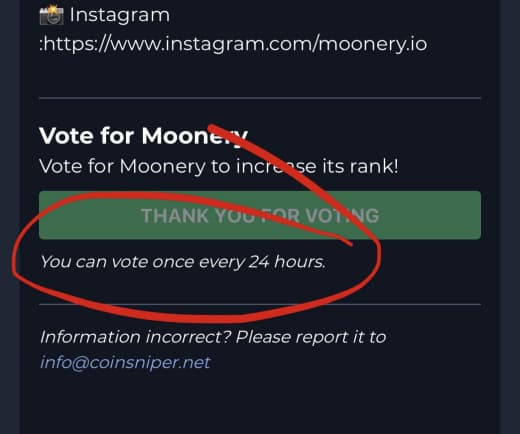 📸 Instagram
:https://www.instagram.com/moonery.io
Vote for Moonery
Vote for Moonery to increase its rank!
THANK YOU FOR VOTING
You can vote once every 24 hours.
Information incorrect? Please report it to
info@coinsniper.net